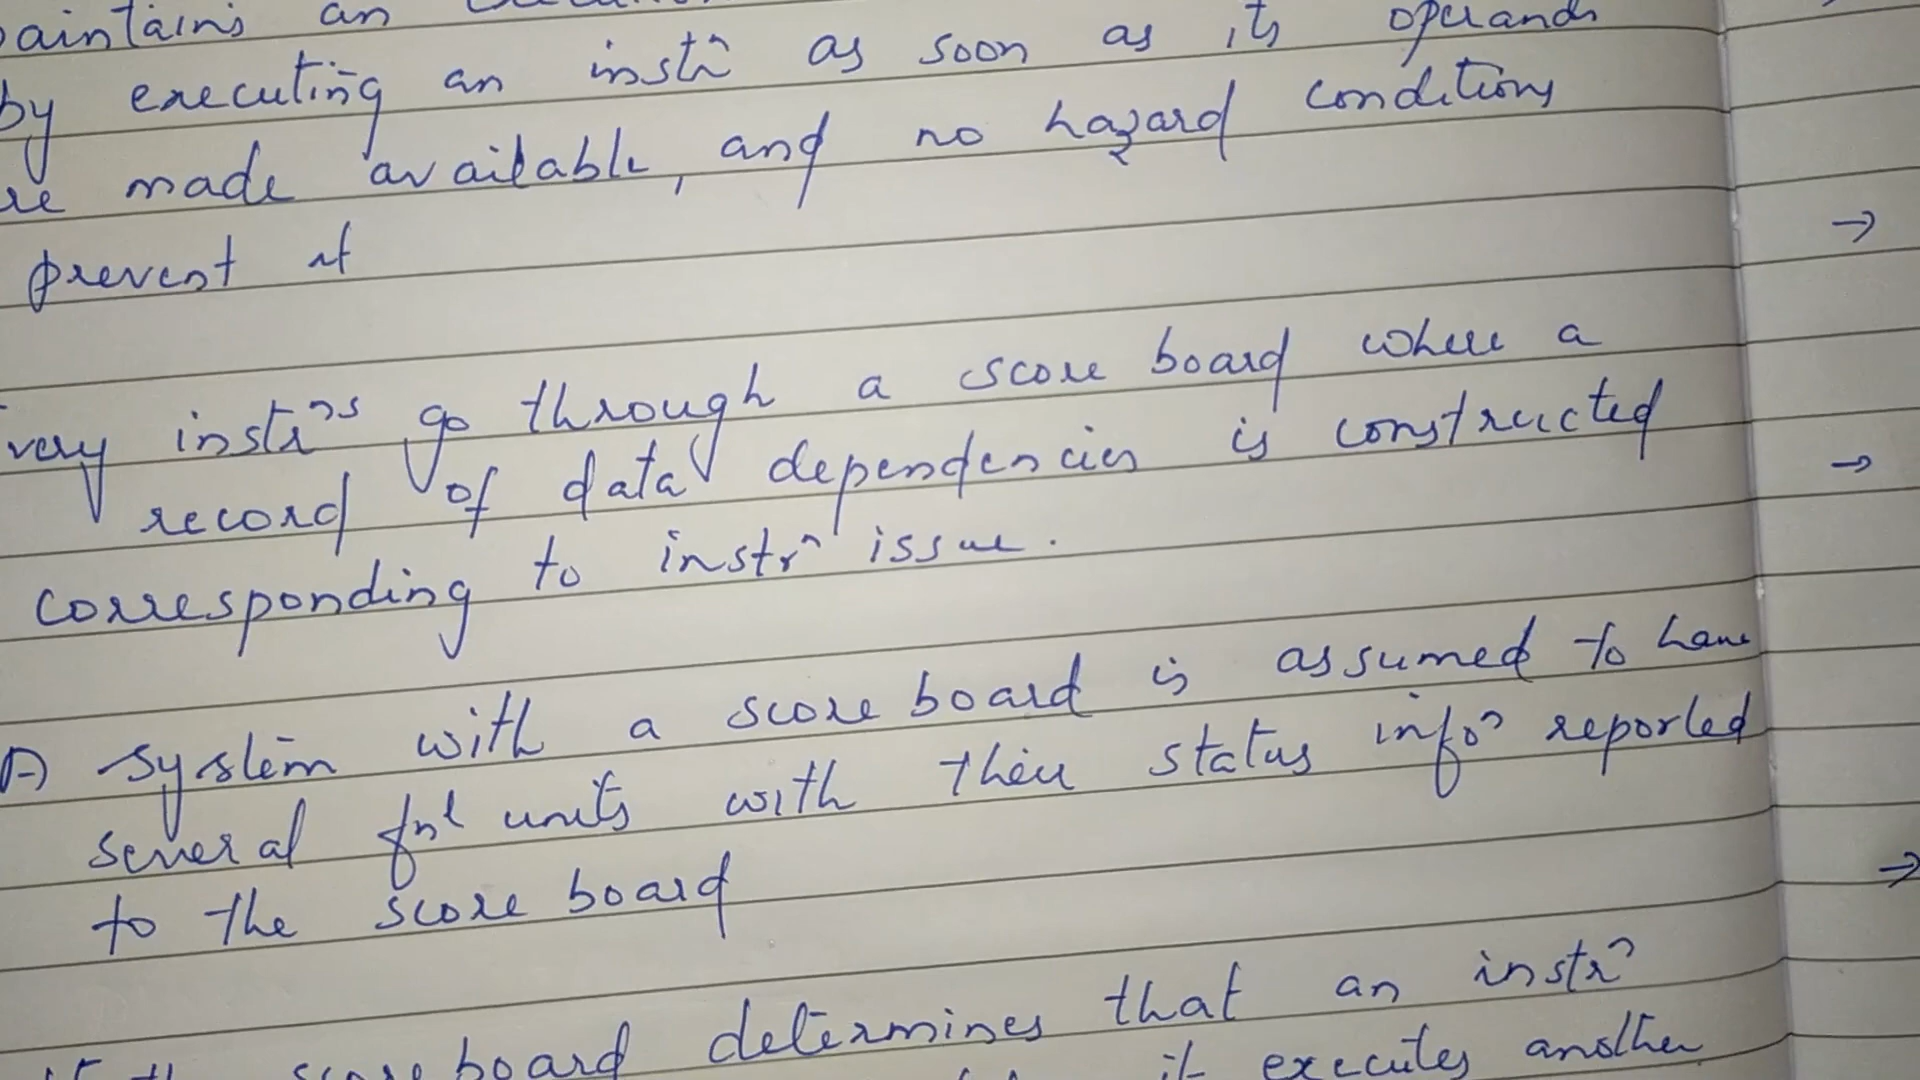 aintains an
by executing an instrⁿ as soon as its operands
re made available, and no hazard conditions
prevent it
very instrⁿs go through a score board where a
record of data dependencies is constructed
corresponding to instrⁿ issue.
A) system with a score board is assumed to have
several fnl units with their status infoⁿ reported
to the score board
score board determines that an instrⁿ
it executes another